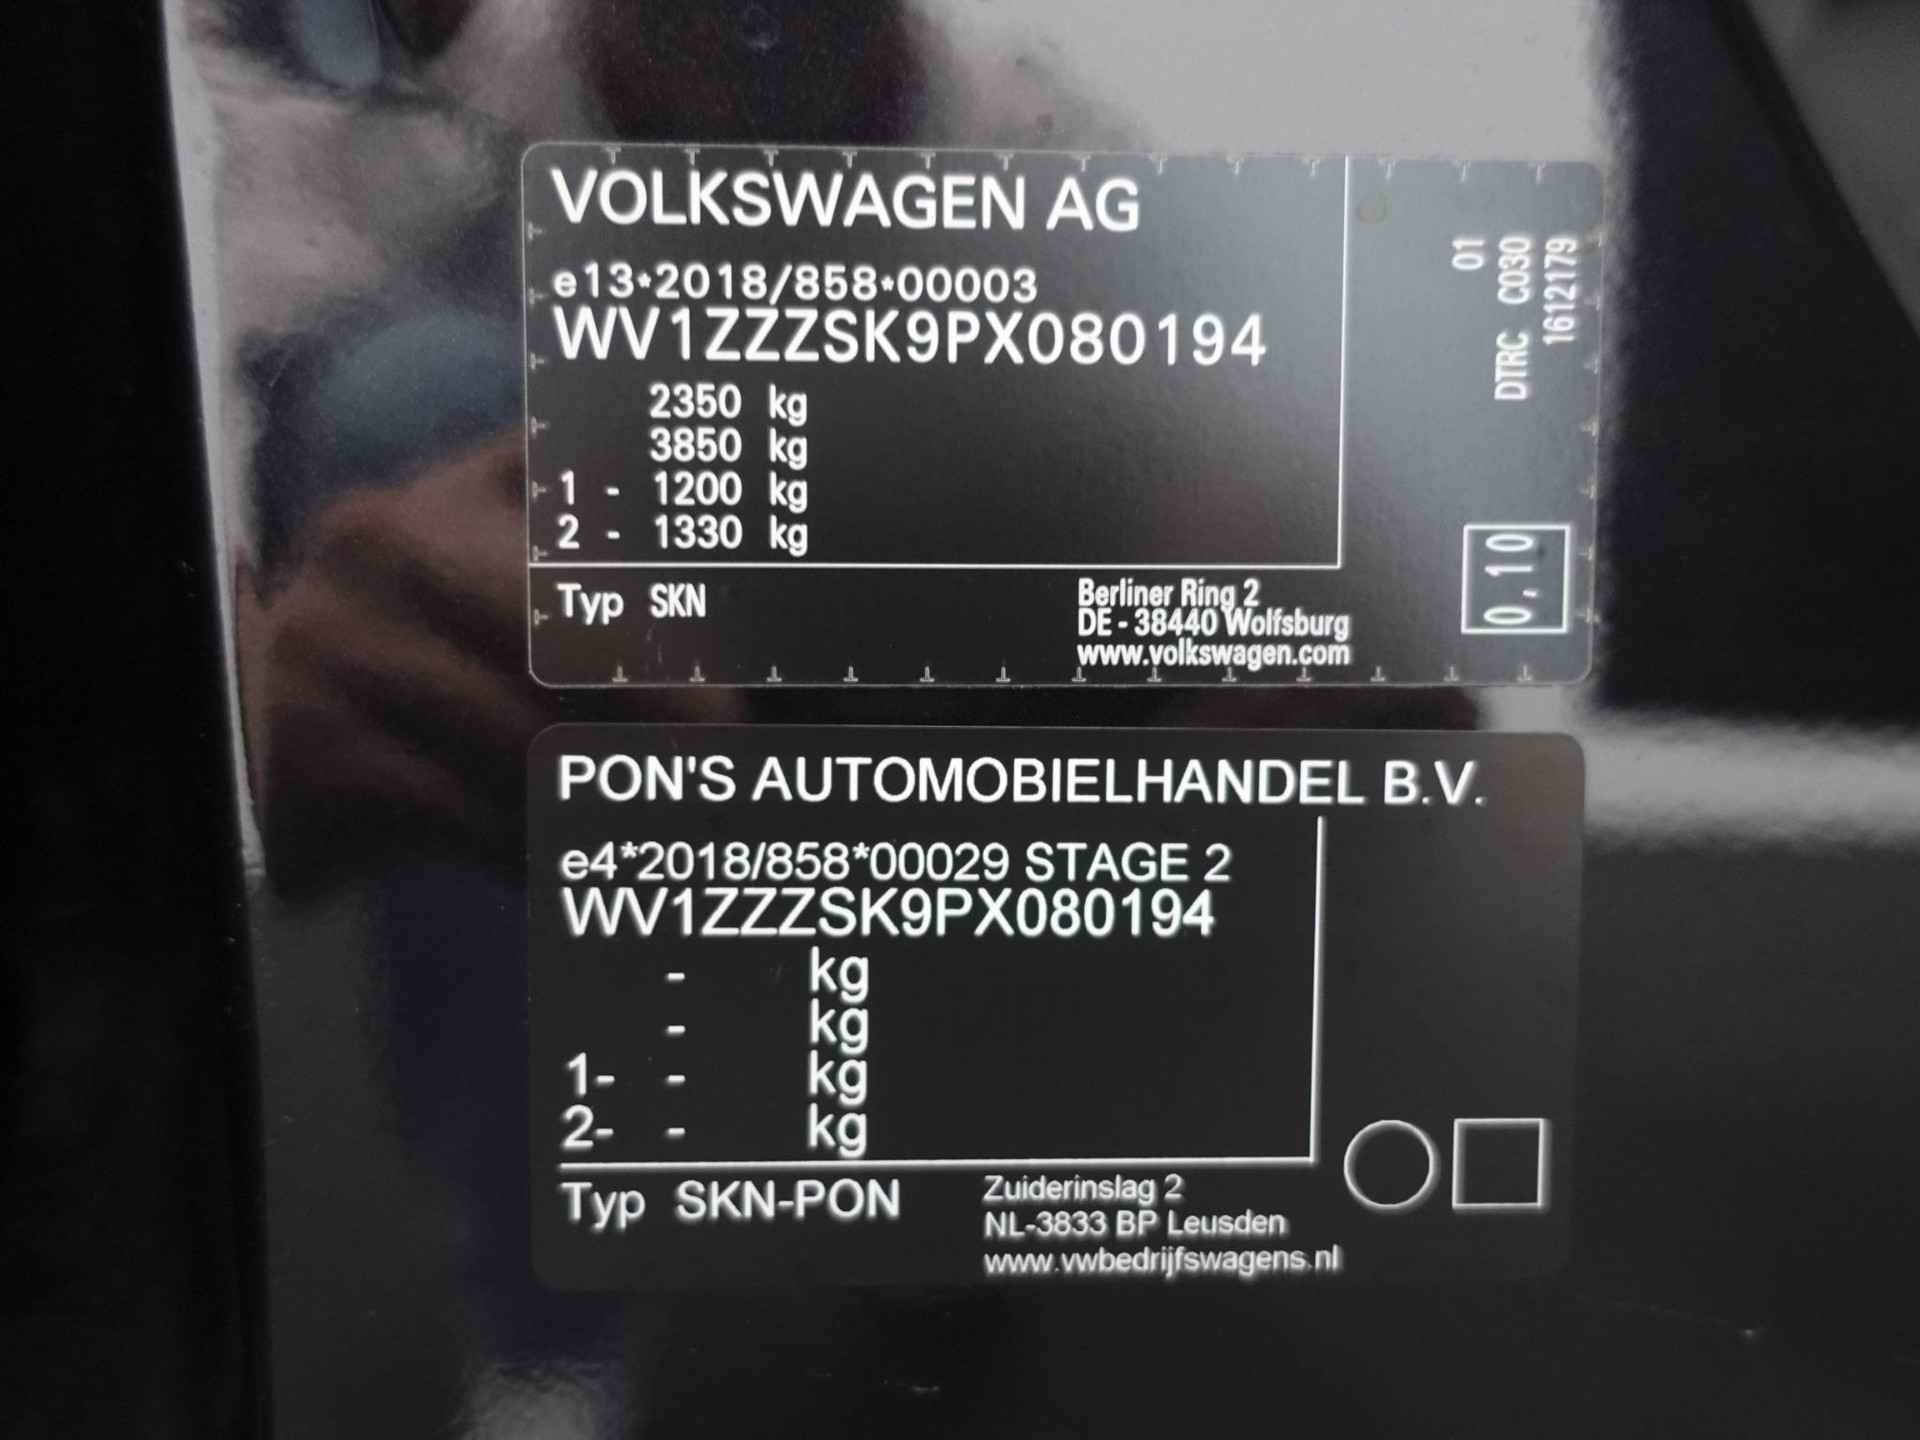 VOLKSWAGEN AG
e13*2018/858*00003
WV1ZZZSK9PX080194
2350 kg
3850 kg
1 - 1200 kg
2 - 1330 kg
Typ SKN
Berliner Ring 2
DE - 38440 Wolfsburg
www.volkswagen.com
01
DTRC C030
1612179
0,10
PON'S AUTOMOBIELHANDEL B.V.
e4*2018/858*00029 STAGE 2
WV1ZZZSK9PX080194
- kg
- kg
1- - kg
2- - kg
Typ SKN-PON
Zuiderinslag 2
NL-3833 BP Leusden
www.vwbedrijfswagens.nl